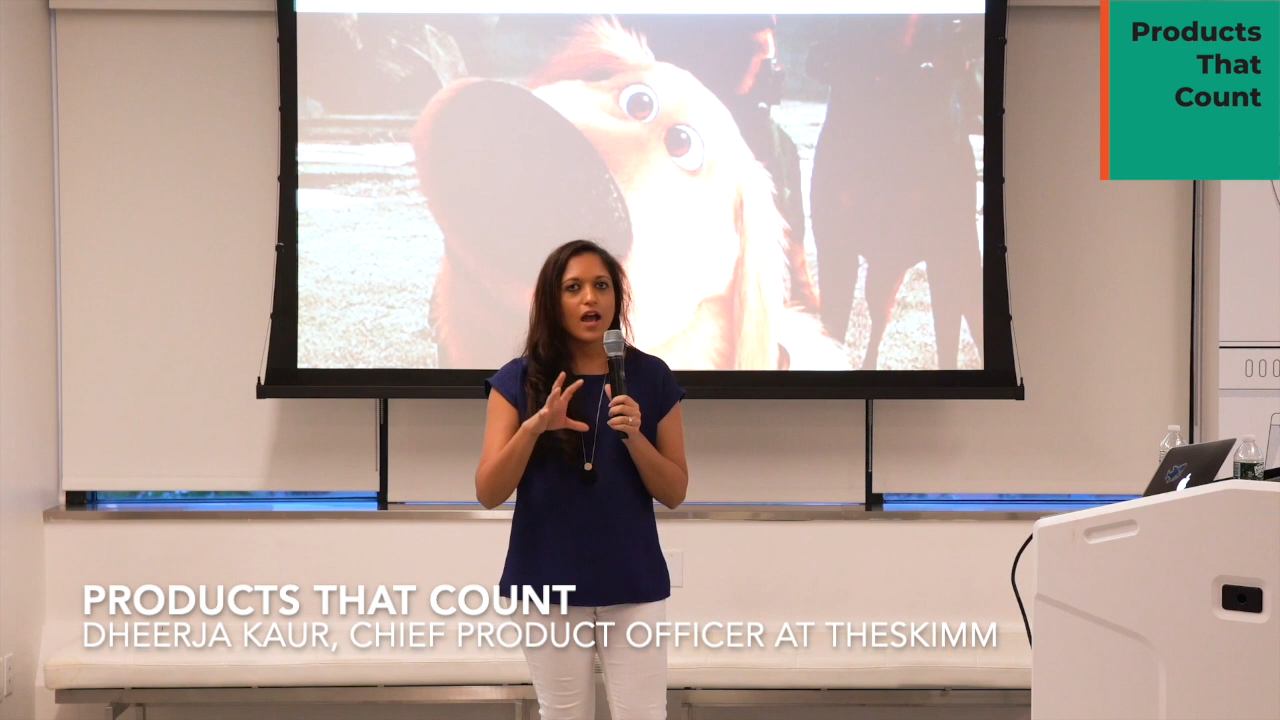 Products
That
Count
PRODUCTS THAT COUNT
DHEERJA KAUR, CHIEF PRODUCT OFFICER AT THESKIMM